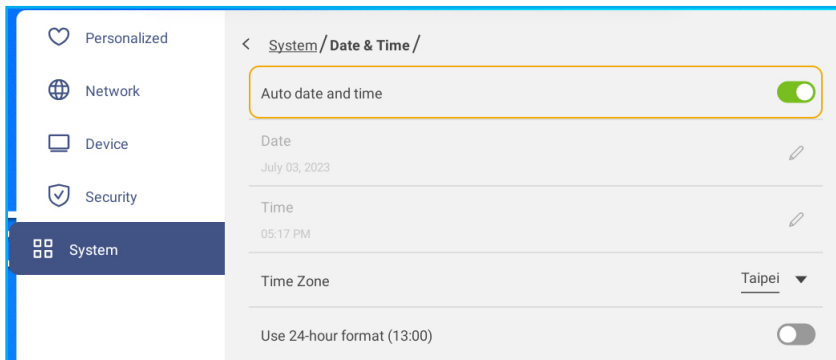 Personalized
Network
Device
Security
System
System/Date & Time/
Auto date and time
Date
July 03, 2023
Time
05:17 PM
Time Zone
Taipei
Use 24-hour format (13:00)